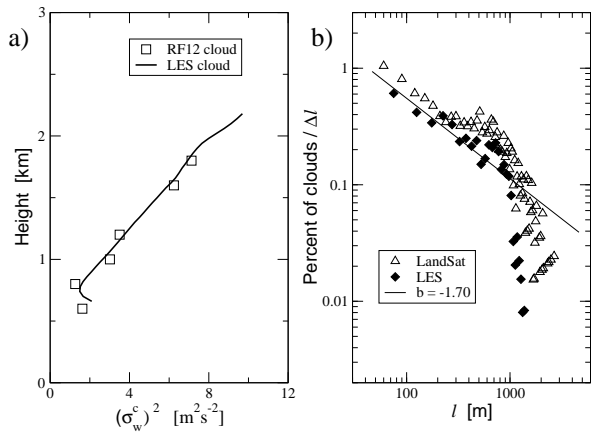 a)
RF12 cloud
LES cloud
Height [km]
3
2
1
0
0
4
8
12
(σ_w^c)² [m²s⁻²]
b)
Percent of clouds / Δl
1
0.1
0.01
LandSat
LES
b = -1.70
100
1000
l [m]